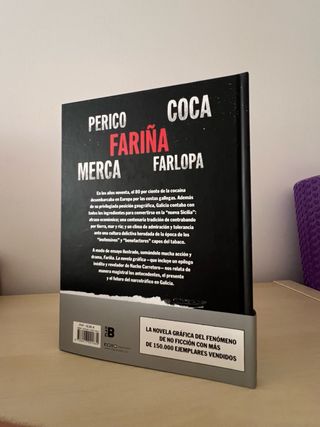 PERICO
COCA
FARIÑA
MERCA
FARLOPA
En los años noventa, el 80 por ciento de la cocaína
desembarcaba en Europa por las costas gallegas. Además
de su privilegiada posición geográfica, Galicia contaba con
todos los ingredientes para convertirse en la "nueva Sicilia":
atraso económico; una centenaria tradición de contrabando
por tierra, mar y ría; y un clima de admiración y tolerancia
ante una cultura delictiva heredada de la época de los
"inofensivos" y "benefactores" capos del tabaco.
A modo de ensayo ilustrado, sumándole mucha acción y
drama, Fariña. La novela gráfica —que incluye un epílogo
inédito y revelador de Nacho Carretero— nos relata de
manera magistral los antecedentes, el presente
y el futuro del narcotráfico en Galicia.
B
LA NOVELA GRÁFICA DEL FENÓMENO
DE NO FICCIÓN CON MÁS
DE 150.000 EJEMPLARES VENDIDOS